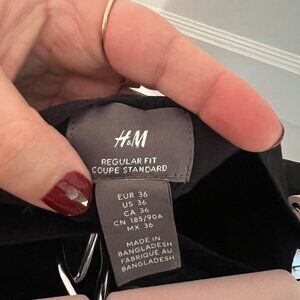 H&M
REGULAR FIT
COUPE STANDARD
EUR 36
US 36
CA 36
CN 185/90A
MX 36
MADE IN
BANGLADESH
FABRIQUÉ AU
BANGLADESH